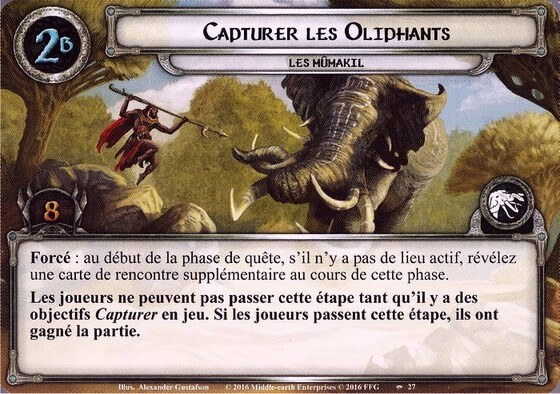 2B
CAPTURER LES OLIPHANTS
LES MÛMAKIL
8
Forcé : au début de la phase de quête, s'il n'y a pas de lieu actif, révélez
une carte de rencontre supplémentaire au cours de cette phase.
Les joueurs ne peuvent pas passer cette étape tant qu'il y a des
objectifs Capturer en jeu. Si les joueurs passent cette étape, ils ont
gagné la partie.
Illus. Alexander Gustafson © 2016 Middle-earth Enterprises © 2016 FFG 27